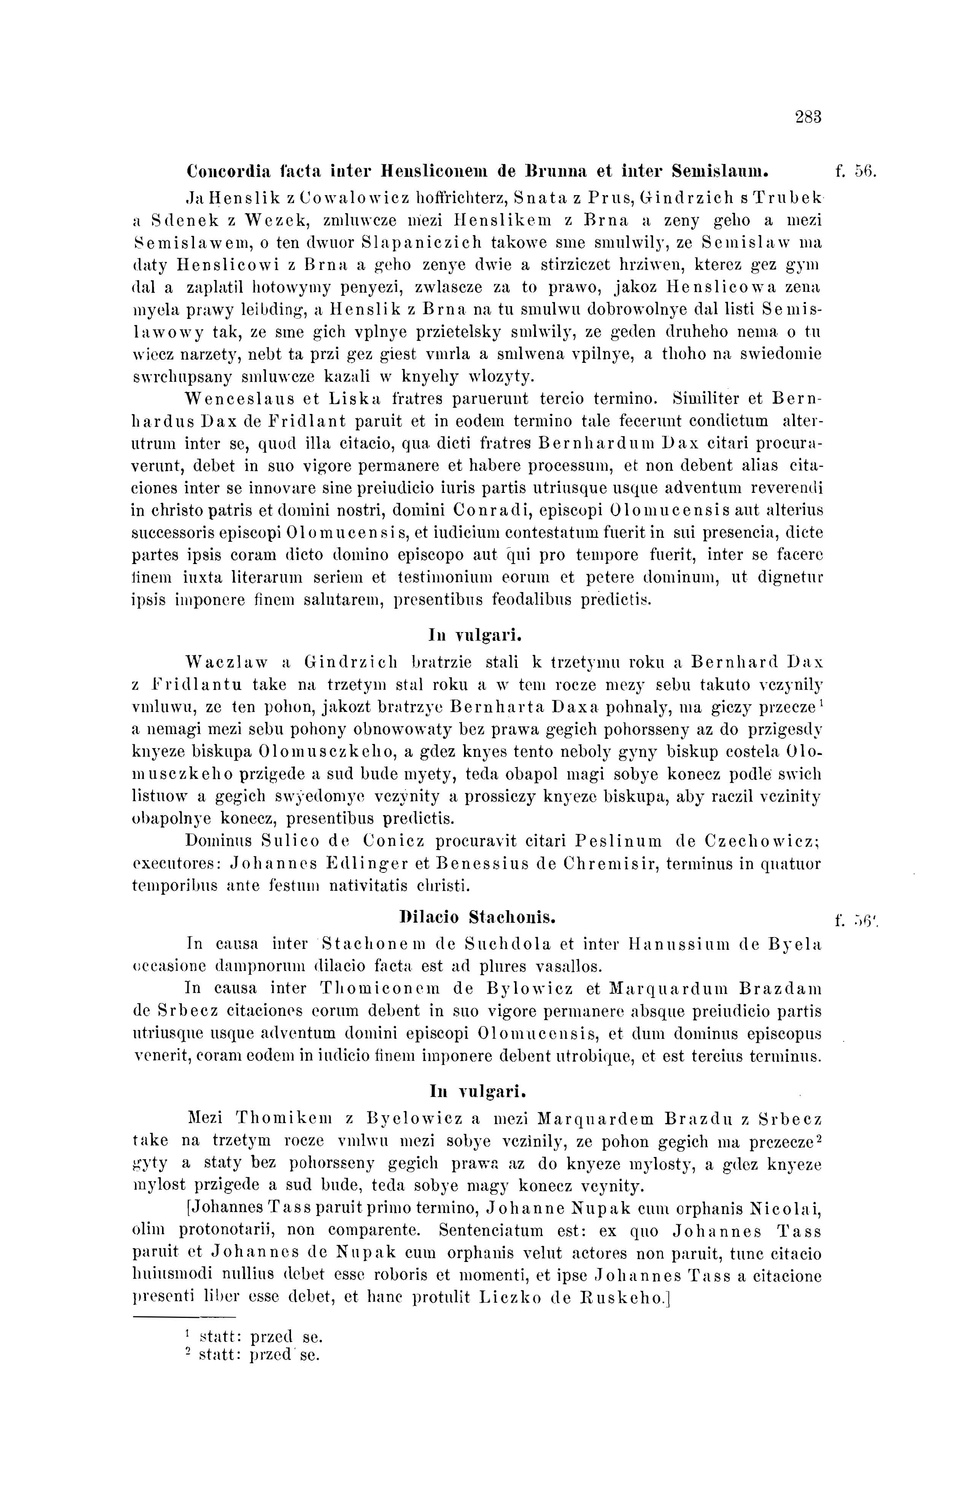 283
Concordia facta inter Hensliconem de Brunna et inter Semislaum. f. 56.
Ja Henslik z Cowalowicz hoffrichterz, Snata z Prus, Gindrzich s Trubek
a Sdenek z Wezek, zmluwcze mezi Henslikem z Brna a zeny geho a mezi
Semislawem, o ten dwuor Slapaniczich takowe sme smulwily, ze Semislaw ma
daty Henslicowi z Brna a geho zenye dwie a stirziczet hrziwen, kterez gez gym
dal a zaplatil hotowymy penyezi, zwlascze za to prawo, jakoz Henslicowa zena
myela prawy leibding, a Henslik z Brna na tu smulwu dobrowolnye dal listi Semis-
lawowy tak, ze sme gich vplnye przietelsky smlwily, ze geden druheho nema o tu
wiecz narzety, nebt ta przi gez giest vmrla a smlwena vpilnye, a thoho na swiedomie
swrchupsany smluwcze kazali w knyehy wlozyty.
Wenceslaus et Liska fratres paruerunt tercio termino. Similiter et Bern-
hardus Dax de Fridlant paruit et in eodem termino tale fecerunt condictum alter-
utrum inter se, quod illa citacio, qua dicti fratres Bernhardum Dax citari procura-
verunt, debet in suo vigore permanere et habere processum, et non debent alias cita-
ciones inter se innovare sine preiudicio iuris partis utriusque usque adventum reverendi
in christo patris et domini nostri, domini Conradi, episcopi Olomucensis aut alterius
successoris episcopi Olomucensis, et iudicium contestatum fuerit in sui presencia, dicte
partes ipsis coram dicto domino episcopo aut qui pro tempore fuerit, inter se facere
finem iuxta literarum seriem et testimonium eorum et petere dominum, ut dignetur
ipsis imponere finem salutarem, presentibus feodalibus predictis.
In vulgari.
Waczlaw a Gindrzich bratrzie stali k trzetymu roku a Bernhard Dax
z Fridlantu take na trzetym stal roku a w tem rocze mezy sebu takuto vczynily
vmluwu, ze ten pohon, jakozt bratrzye Bernharta Daxa pohnaly, ma giczy przecze¹
a nemagi mezi sebu pohony obnowowaty bez prawa gegich pohorsseny az do przigesdy
knyeze biskupa Olomusczkeho, a gdez knyes tento neboly gyny biskup costela Olo-
musczkeho przigede a sud bude myety, teda obapol magi sobye konecz podle swich
listuow a gegich swyedomye vczynity a prossiczy knyeze biskupa, aby raczil vczinity
obapolnye konecz, presentibus predictis.
Dominus Sulico de Conicz procuravit citari Peslinum de Czechowicz;
executores: Johannes Edlinger et Benessius de Chremisir, terminus in quatuor
temporibus ante festum nativitatis christi.
Dilacio Stachonis. f. 56'.
In causa inter Stachonem de Suchdola et inter Hanussium de Byela
occasione dampnorum dilacio facta est ad plures vasallos.
In causa inter Thomiconem de Bylowicz et Marquardum Brazdam
de Srbecz citaciones eorum debent in suo vigore permanere absque preiudicio partis
utriusque usque adventum domini episcopi Olomucensis, et dum dominus episcopus
venerit, coram eodem in iudicio finem imponere debent utrobique, et est tercius terminus.
In vulgari.
Mezi Thomikem z Byelowicz a mezi Marquardem Brazdu z Srbecz
take na trzetym rocze vmlwu mezi sobye vczinily, ze pohon gegich ma przecze²
gyty a staty bez pohorsseny gegich prawa az do knyeze mylosty, a gdez knyeze
mylost przigede a sud bude, teda sobye magy konecz vcynity.
[Johannes Tass paruit primo termino, Johanne Nupak cum orphanis Nicolai,
olim protonotarii, non comparente. Sentenciatum est: ex quo Johannes Tass
paruit et Johannes de Nupak cum orphanis velut actores non paruit, tunc citacio
huiusmodi nullius debet esse roboris et momenti, et ipse Johannes Tass a citacione
presenti liber esse debet, et hanc protulit Liczko de Ruskeho.]
¹ statt: przed se.
² statt: przed se.